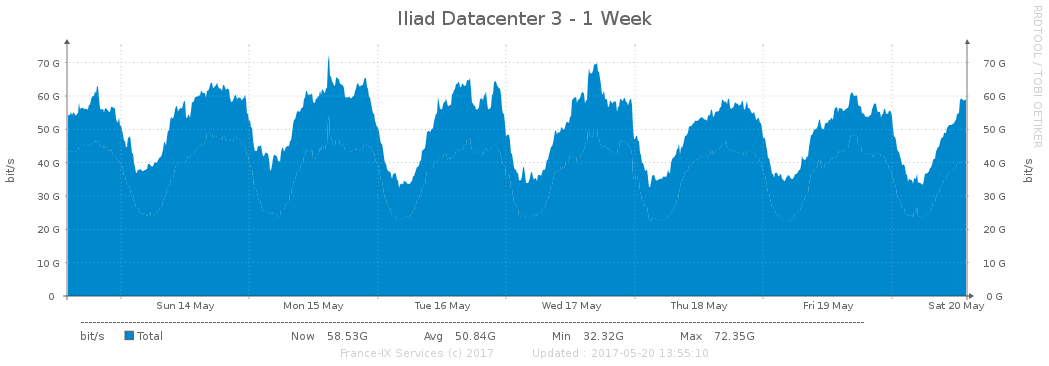 Iliad Datacenter 3 - 1 Week
RRDTOOL / TOBI OETIKER
bit/s
70 G
60 G
50 G
40 G
30 G
20 G
10 G
0
70 G
60 G
50 G
40 G
30 G
20 G
10 G
0 G
bit/s
Sun 14 May Mon 15 May Tue 16 May Wed 17 May Thu 18 May Fri 19 May Sat 20 May
bit/s Total Now 58.53G Avg 50.84G Min 32.32G Max 72.35G
France-IX Services (c) 2017 Updated : 2017-05-20 13:55:10